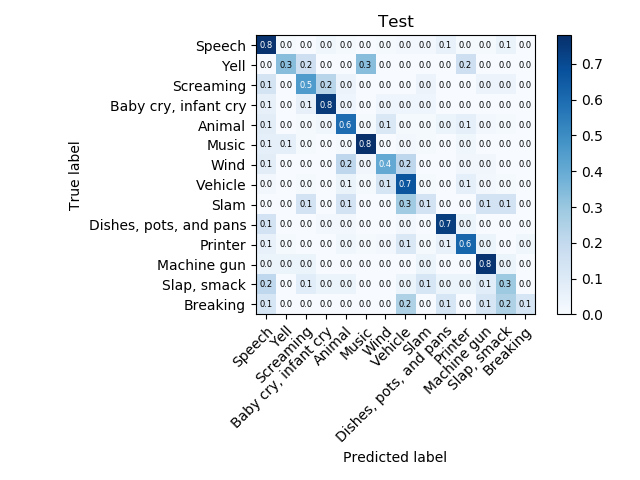 Test
Speech 0.8 0.0 0.0 0.0 0.0 0.0 0.0 0.0 0.0 0.1 0.0 0.0 0.1 0.0
Yell 0.0 0.3 0.2 0.0 0.0 0.3 0.0 0.0 0.0 0.0 0.2 0.0 0.0 0.0
Screaming 0.1 0.0 0.5 0.2 0.0 0.0 0.0 0.0 0.0 0.0 0.0 0.0 0.0 0.0
Baby cry, infant cry 0.1 0.0 0.1 0.8 0.0 0.0 0.0 0.0 0.0 0.0 0.0 0.0 0.0 0.0
Animal 0.1 0.0 0.0 0.0 0.6 0.0 0.1 0.0 0.0 0.0 0.1 0.0 0.0 0.0
Music 0.1 0.1 0.0 0.0 0.0 0.8 0.0 0.0 0.0 0.0 0.0 0.0 0.0 0.0
Wind 0.1 0.0 0.0 0.0 0.2 0.0 0.4 0.2 0.0 0.0 0.0 0.0 0.0 0.0
Vehicle 0.0 0.0 0.0 0.0 0.1 0.0 0.1 0.7 0.0 0.0 0.1 0.0 0.0 0.0
Slam 0.0 0.0 0.1 0.0 0.1 0.0 0.0 0.3 0.1 0.0 0.0 0.1 0.1 0.0
Dishes, pots, and pans 0.1 0.0 0.0 0.0 0.0 0.0 0.0 0.0 0.0 0.7 0.0 0.0 0.0 0.0
Printer 0.1 0.0 0.0 0.0 0.0 0.0 0.0 0.1 0.0 0.1 0.6 0.0 0.0 0.0
Machine gun 0.0 0.0 0.0 0.0 0.0 0.0 0.0 0.0 0.0 0.0 0.0 0.8 0.0 0.0
Slap, smack 0.2 0.0 0.1 0.0 0.0 0.0 0.0 0.0 0.1 0.0 0.0 0.1 0.3 0.0
Breaking 0.1 0.0 0.0 0.0 0.0 0.0 0.0 0.2 0.0 0.1 0.0 0.1 0.2 0.1
True label
Speech
Yell
Screaming
Baby cry, infant cry
Animal
Music
Wind
Vehicle
Slam
Dishes, pots, and pans
Printer
Machine gun
Slap, smack
Breaking
Predicted label
0.7
0.6
0.5
0.4
0.3
0.2
0.1
0.0